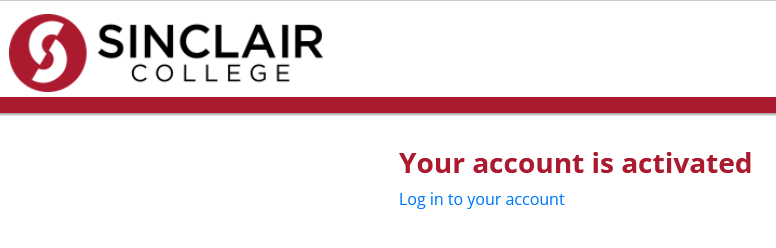 SINCLAIR
COLLEGE
Your account is activated
Log in to your account